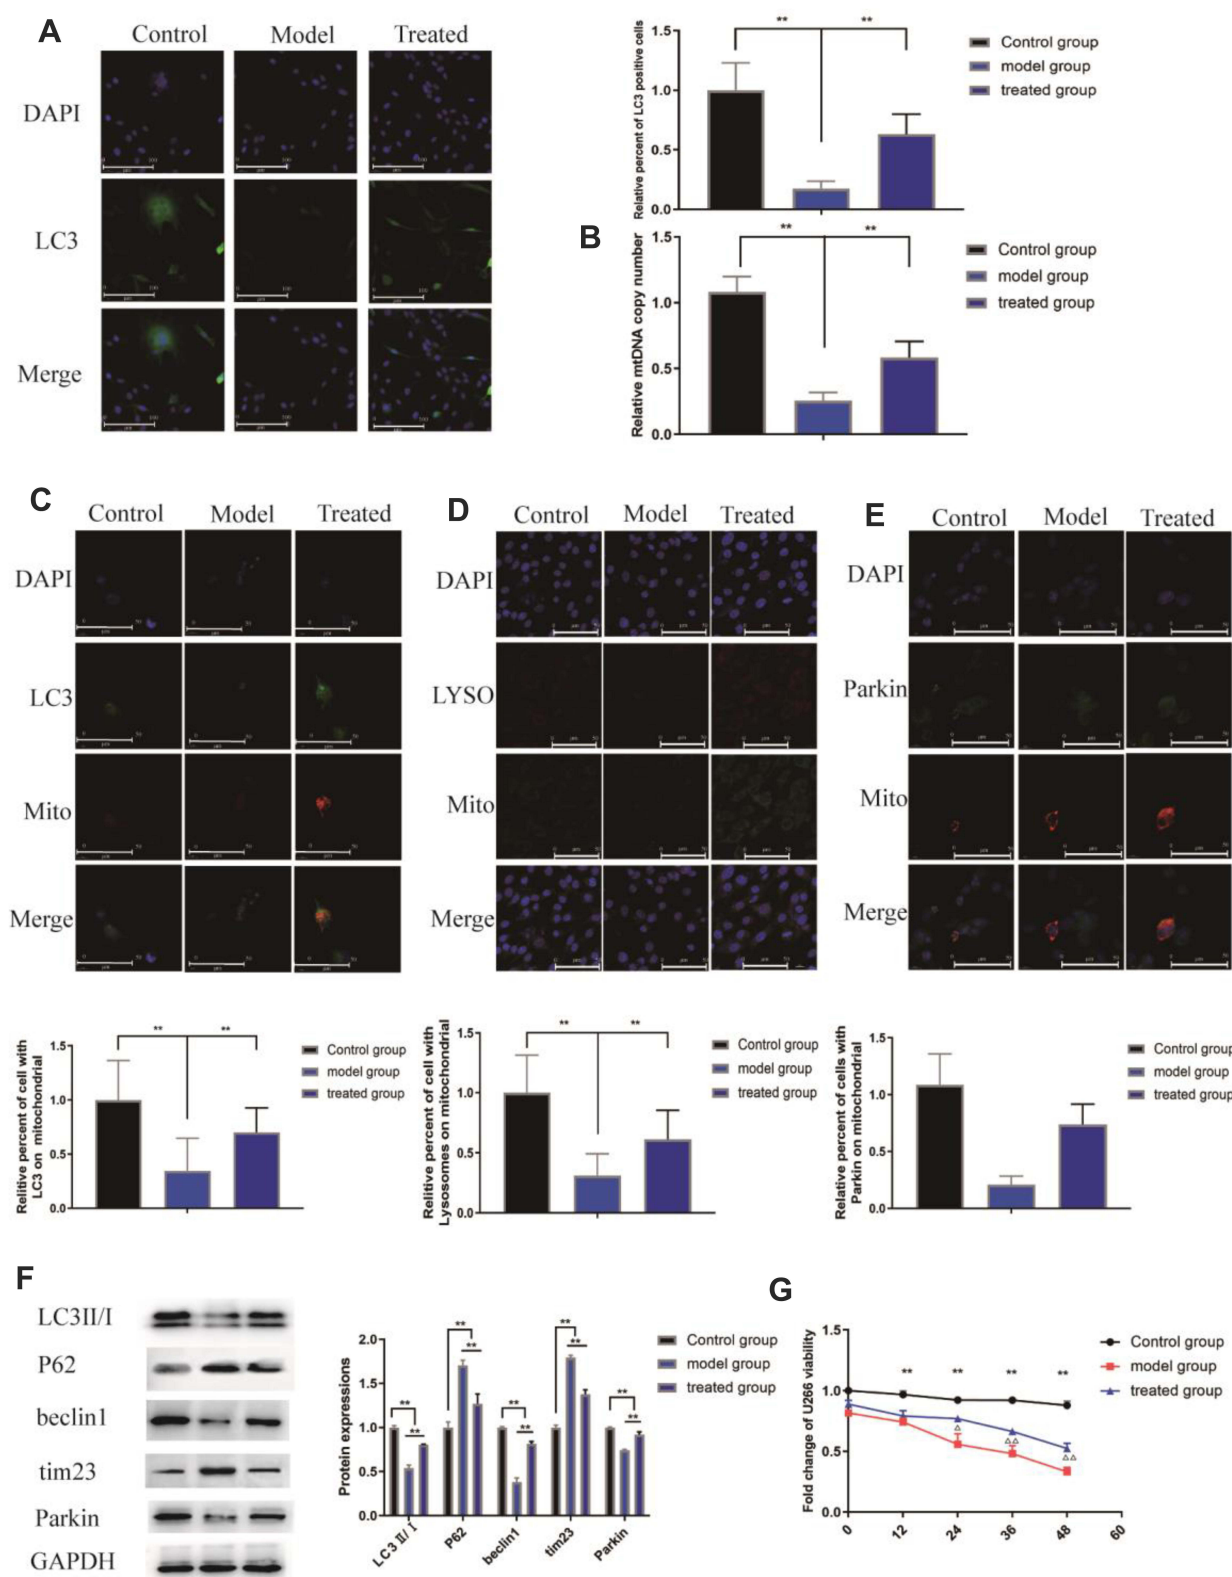 A
Control Model Treated
DAPI
LC3
Merge
Relative percent of LC3 positive cells
1.5
1.0
0.5
0.0
** **
Control group
model group
treated group
B
Relative mtDNA copy number
1.5
1.0
0.5
0.0
** **
Control group
model group
treated group
C
Control Model Treated
DAPI
LC3
Mito
Merge
D
Control Model Treated
DAPI
LYSO
Mito
Merge
E
Control Model Treated
DAPI
Parkin
Mito
Merge
Relitive percent of cell with
LC3 on mitochondrial
1.5
1.0
0.5
0.0
** **
Control group
model group
treated group
Relitive percent of cell with
Lysosomes on mitochondrial
1.5
1.0
0.5
0.0
** **
Control group
model group
treated group
Relative percent of cells with
Parkin on mitochondrial
1.5
1.0
0.5
0.0
Control group
model group
treated group
F
LC3II/I
P62
beclin1
tim23
Parkin
GAPDH
Protein expressions
2.0
1.5
1.0
0.5
0.0
** ** ** ** **
** ** ** ** **
LC3 II/ I P62 beclin1 tim23 Parkin
Control group
model group
treated group
G
Fold change of U266 viability
1.5
1.0
0.5
0.0
** ** ** **
△ △△ △△
0 12 24 36 48 60
Control group
model group
treated group